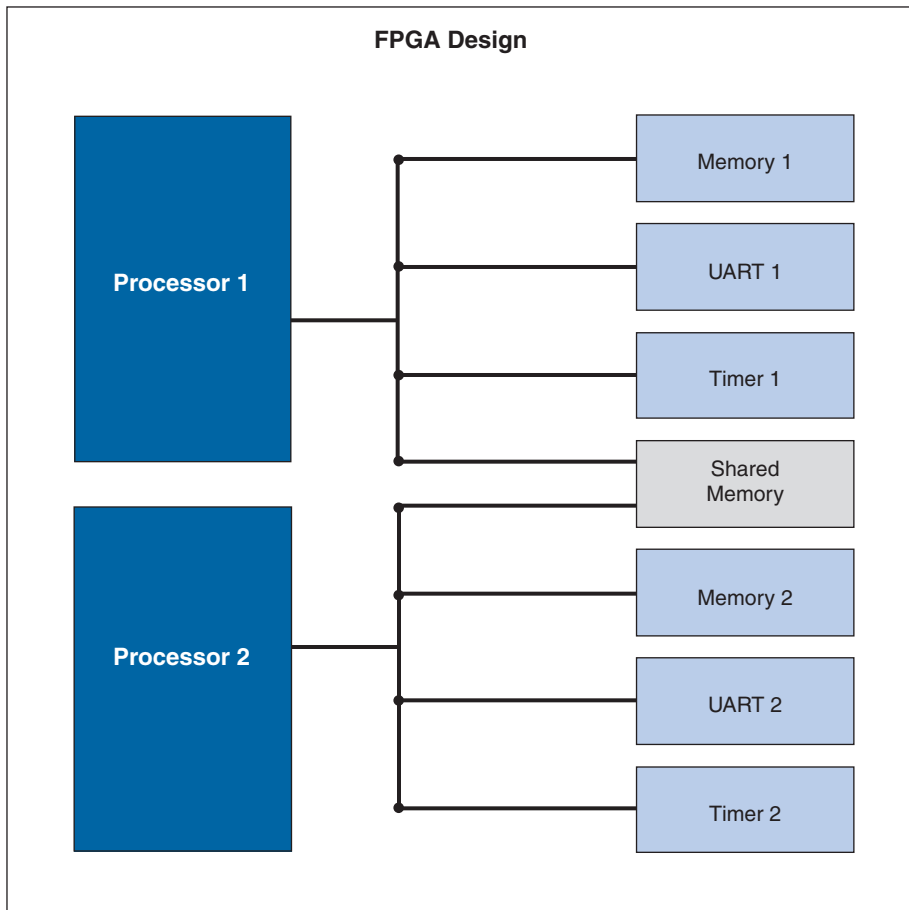 FPGA Design
Processor 1
Memory 1
UART 1
Timer 1
Shared
Memory
Processor 2
Memory 2
UART 2
Timer 2